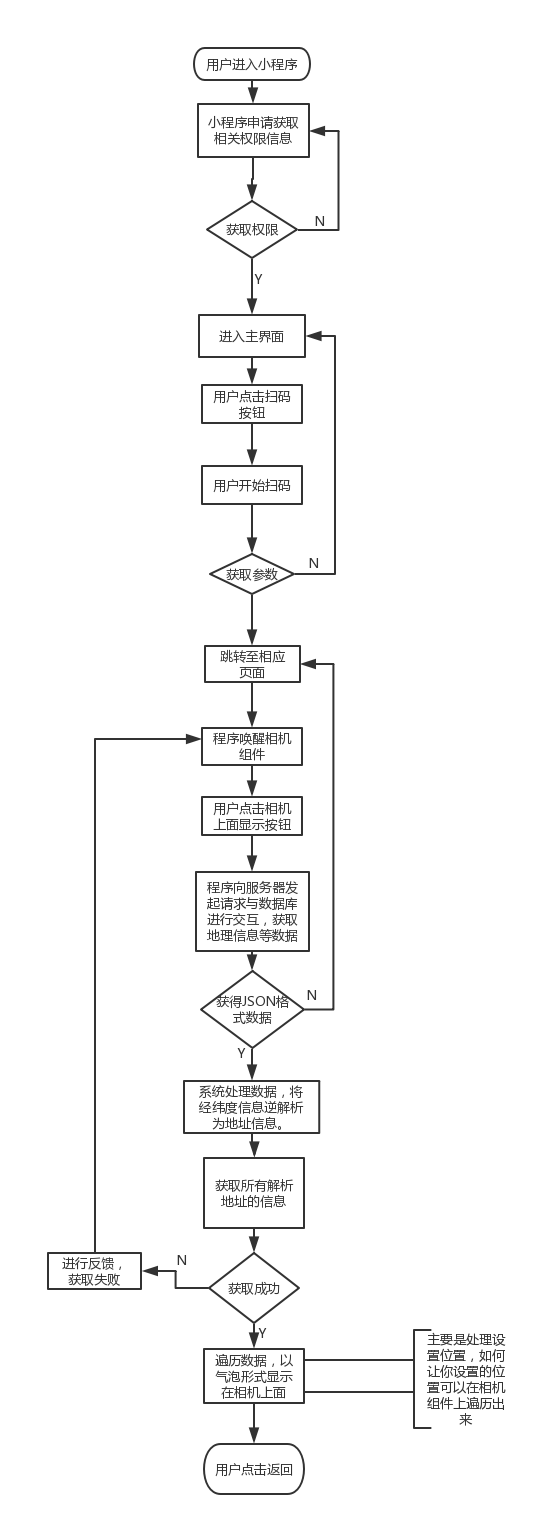 用户进入小程序
小程序申请获取
相关权限信息
获取权限
N
Y
进入主界面
用户点击扫码
按钮
用户开始扫码
获取参数
N
跳转至相应
页面
程序唤醒相机
组件
用户点击相机
上面显示按钮
程序向服务器发
起请求与数据库
进行交互，获取
地理信息等数据
获得JSON格
式数据
N
Y
系统处理数据，将
经纬度信息逆解析
为地址信息。
获取所有解析
地址的信息
获取成功
N
进行反馈，
获取失败
Y
遍历数据，以
气泡形式显示
在相机上面
主要是处理设
置位置，如何
让你设置的位
置可以在相机
组件上遍历出
来
用户点击返回